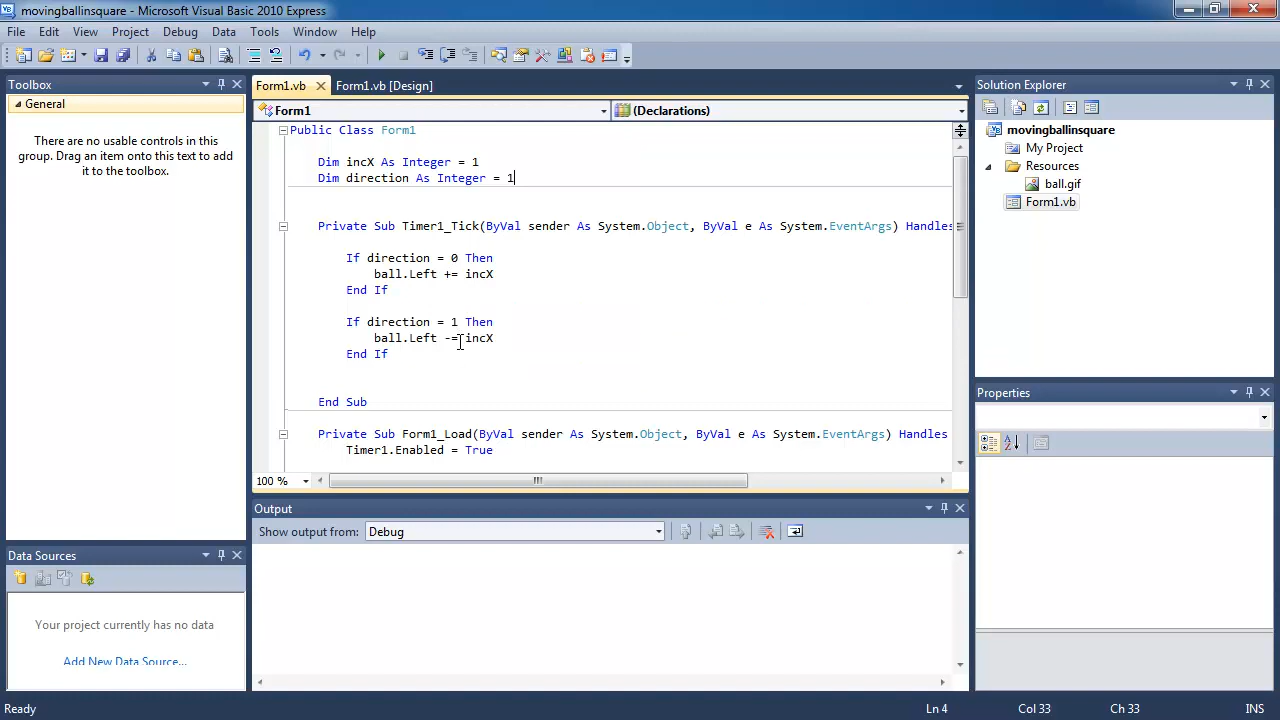 movingballinsquare - Microsoft Visual Basic 2010 Express
File Edit View Project Debug Data Tools Window Help
Toolbox
General
There are no usable controls in this
group. Drag an item onto this text to add
it to the toolbox.
Data Sources
Your project currently has no data
Add New Data Source...
Form1.vb
Form1.vb [Design]
Form1
(Declarations)
Public Class Form1
Dim incX As Integer = 1
Dim direction As Integer = 1
Private Sub Timer1_Tick(ByVal sender As System.Object, ByVal e As System.EventArgs) Handles
If direction = 0 Then
ball.Left += incX
End If
If direction = 1 Then
ball.Left -= incX
End If
End Sub
Private Sub Form1_Load(ByVal sender As System.Object, ByVal e As System.EventArgs) Handles
Timer1.Enabled = True
100 %
Output
Show output from: Debug
Solution Explorer
movingballinsquare
My Project
Resources
ball.gif
Form1.vb
Properties
Ready
Ln 4
Col 33
Ch 33
INS